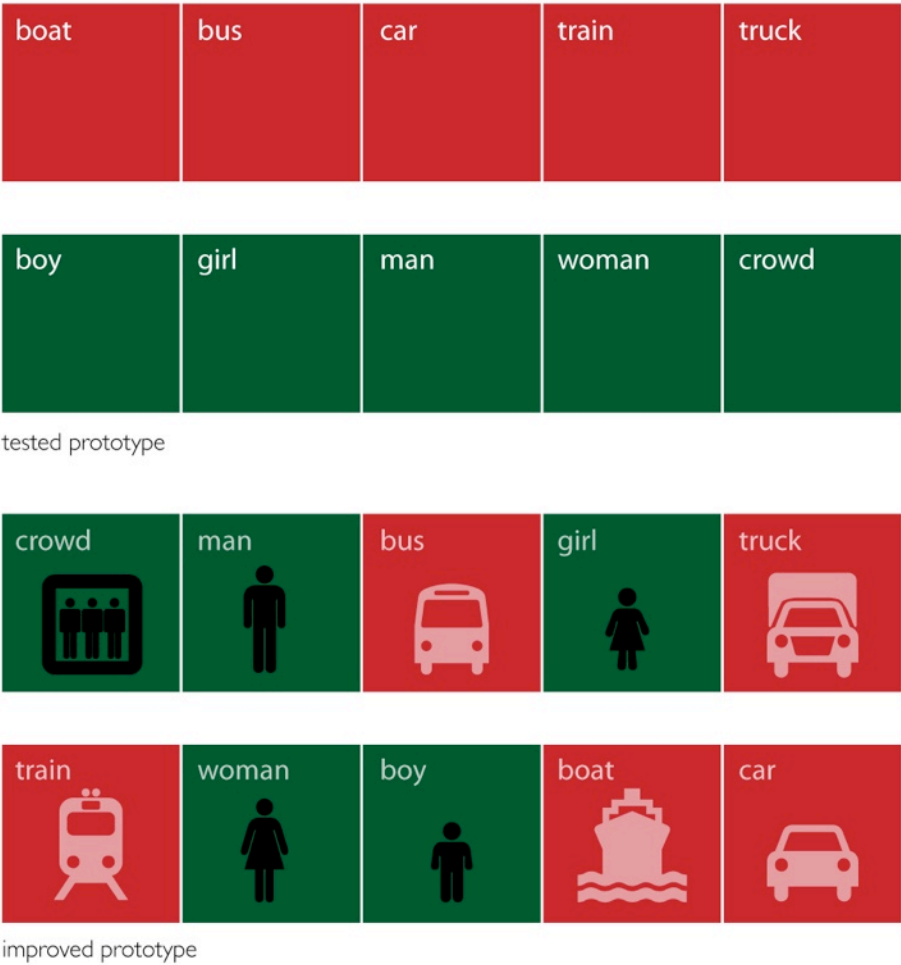 boat bus car train truck
boy girl man woman crowd
tested prototype
crowd man bus girl truck
train woman boy boat car
improved prototype